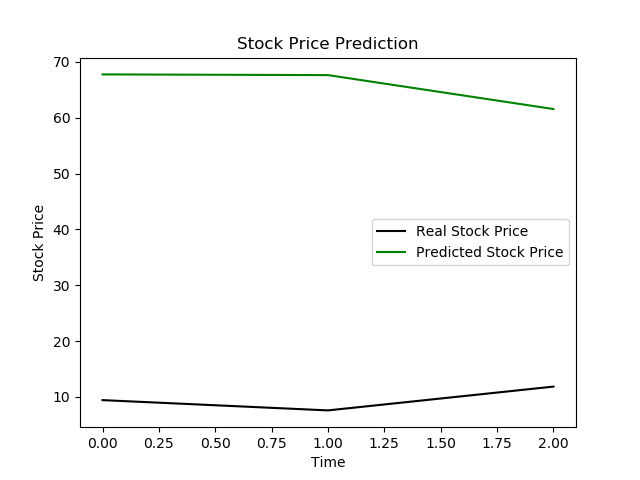 Stock Price Prediction
70
60
50
40
30
20
10
Stock Price
Real Stock Price
Predicted Stock Price
0.00 0.25 0.50 0.75 1.00 1.25 1.50 1.75 2.00
Time